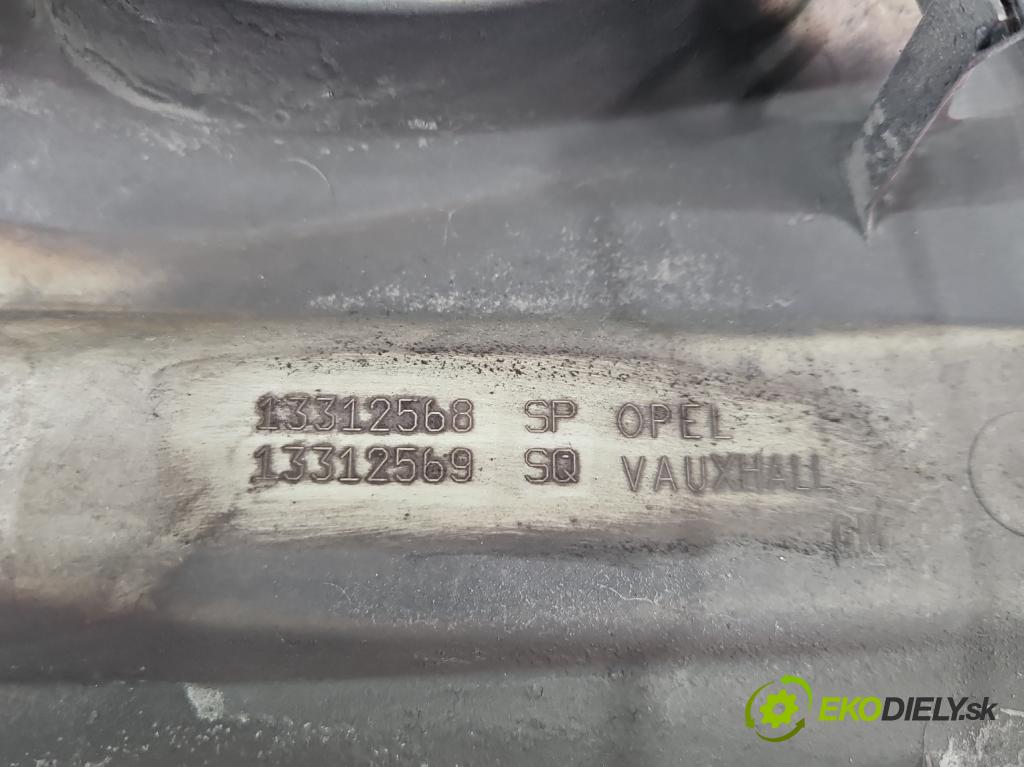 13312568 SP OPEL
13312569 SQ VAUXHALL
GM
EKODIELY.sk